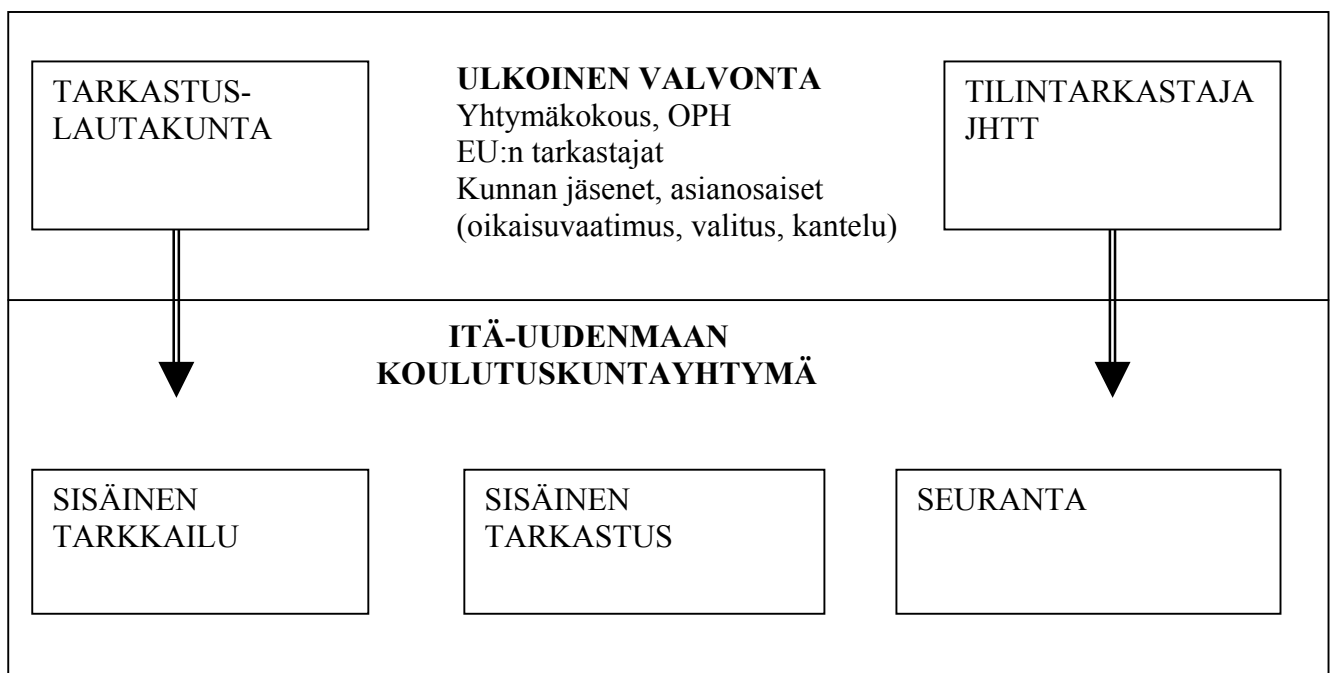 TARKASTUS-
LAUTAKUNTA
ULKOINEN VALVONTA
Yhtymäkokous, OPH
EU:n tarkastajat
Kunnan jäsenet, asianosaiset
(oikaisuvaatimus, valitus, kantelu)
TILINTARKASTAJA
JHTT
ITÄ-UUDENMAAN
KOULUTUSKUNTAYHTYMÄ
SISÄINEN
TARKKAILU
SISÄINEN
TARKASTUS
SEURANTA